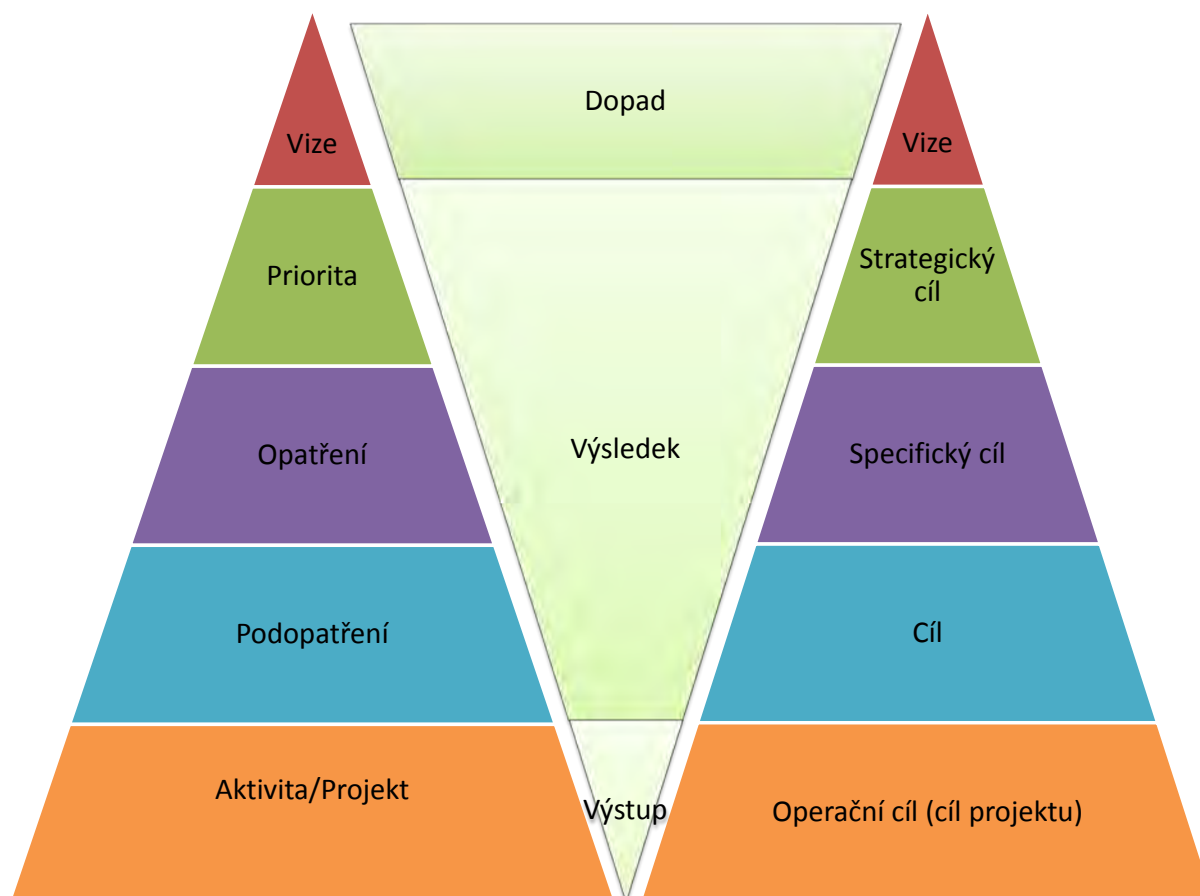 Vize
Priorita
Opatření
Podopatření
Aktivita/Projekt
Dopad
Výsledek
Výstup
Vize
Strategický
cíl
Specifický cíl
Cíl
Operační cíl (cíl projektu)